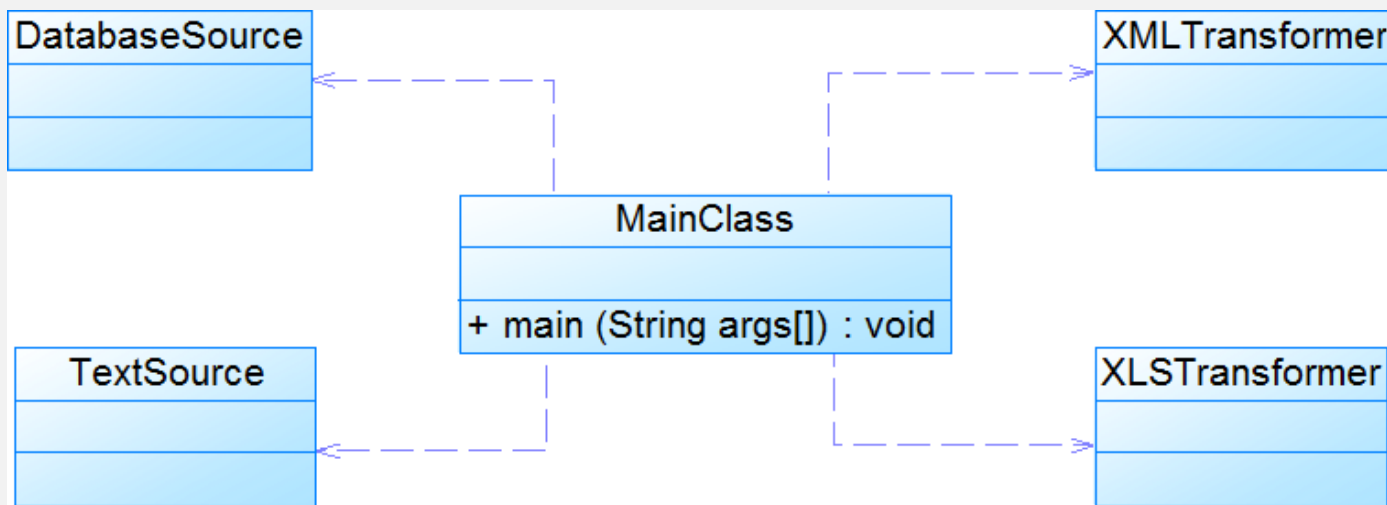 DatabaseSource
XMLTransformer
MainClass
+ main (String args[]) : void
TextSource
XLSTransformer